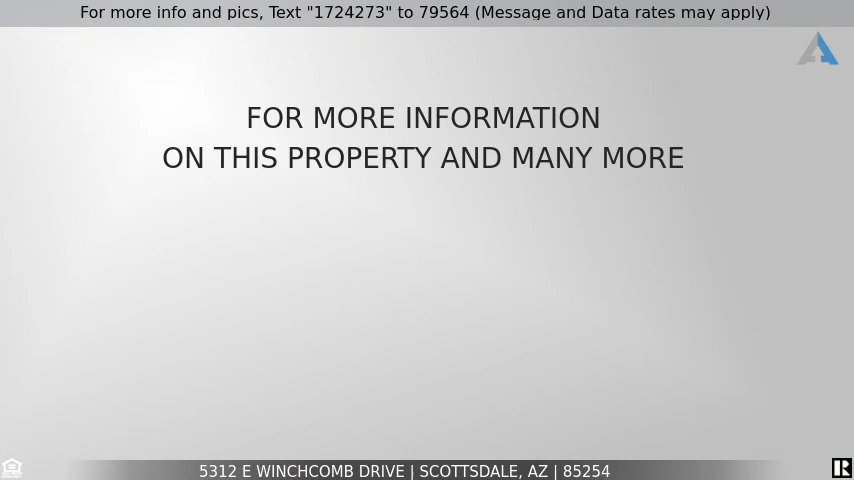 For more info and pics, Text "1724273" to 79564 (Message and Data rates may apply)
FOR MORE INFORMATION
ON THIS PROPERTY AND MANY MORE
5312 E WINCHCOMB DRIVE | SCOTTSDALE, AZ | 85254